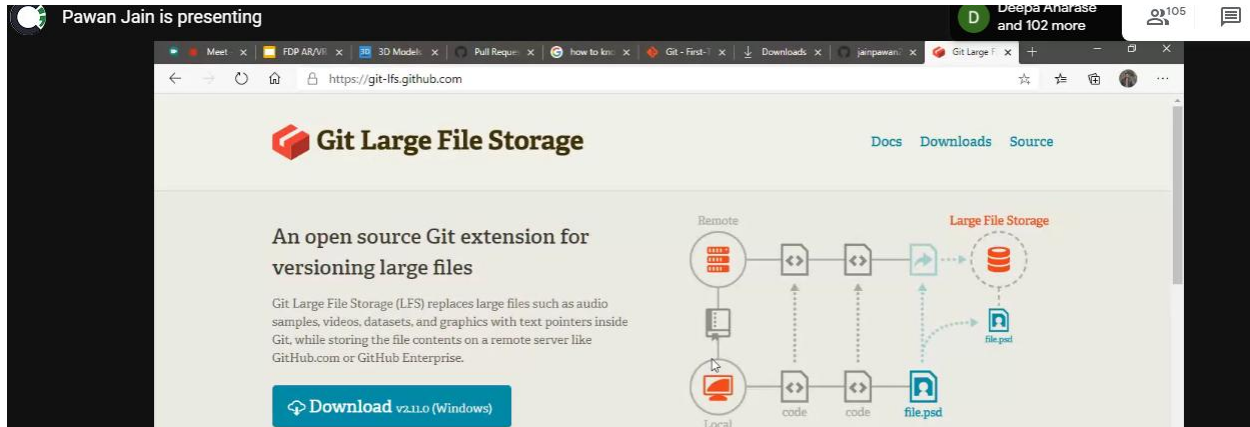 Pawan Jain is presenting
D
Deepa Anarase
and 102 more
105
Meet
FDP AR/VR
3D 3D Models
Pull Reque
how to kno
Git - First-T
Downloads
jainpawan
Git Large F
https://git-lfs.github.com
Git Large File Storage
Docs Downloads Source
An open source Git extension for
versioning large files
Git Large File Storage (LFS) replaces large files such as audio
samples, videos, datasets, and graphics with text pointers inside
Git, while storing the file contents on a remote server like
GitHub.com or GitHub Enterprise.
Download v2.11.0 (Windows)
Remote
Large File Storage
file.psd
code
code
file.psd
Local